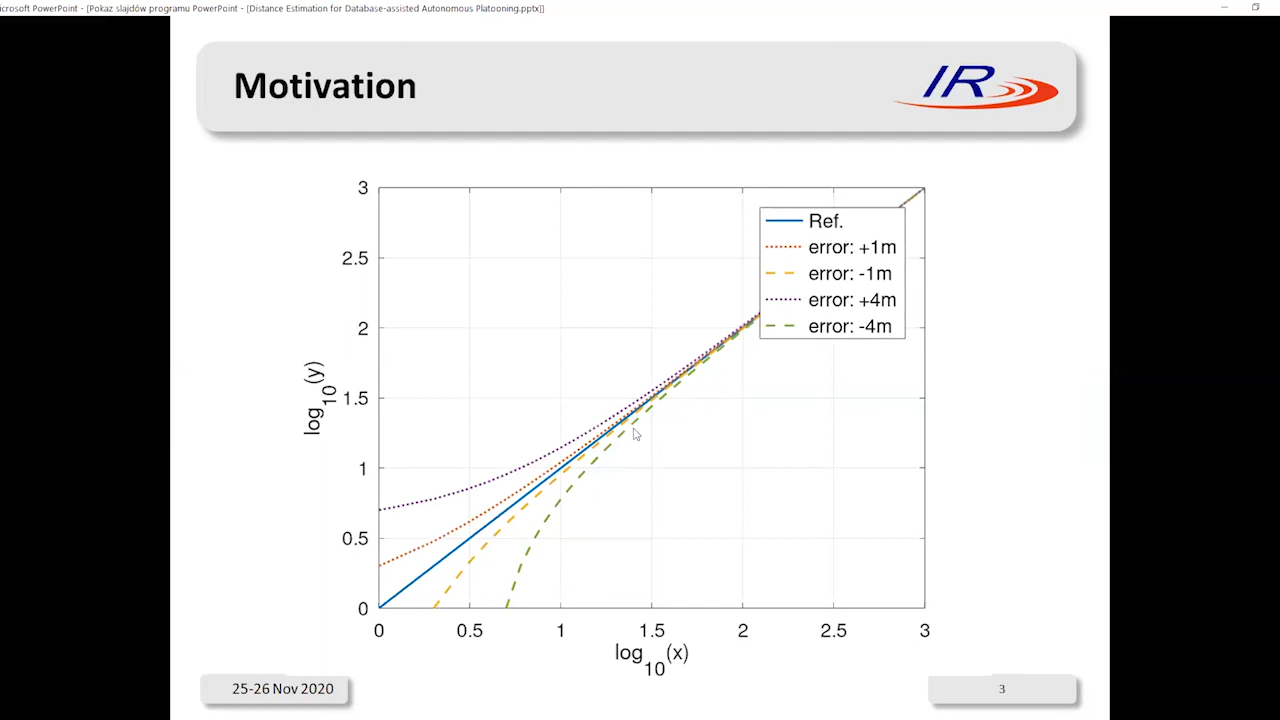 icrosoft PowerPoint - [Pokaz slajdów programu PowerPoint - [Distance Estimation for Database-assisted Autonomous Platooning.pptx]]
Motivation
IR
3
2.5
2
1.5
1
0.5
0
log10(y)
Ref.
error: +1m
error: -1m
error: +4m
error: -4m
0 0.5 1 1.5 2 2.5 3
log10(x)
25-26 Nov 2020
3